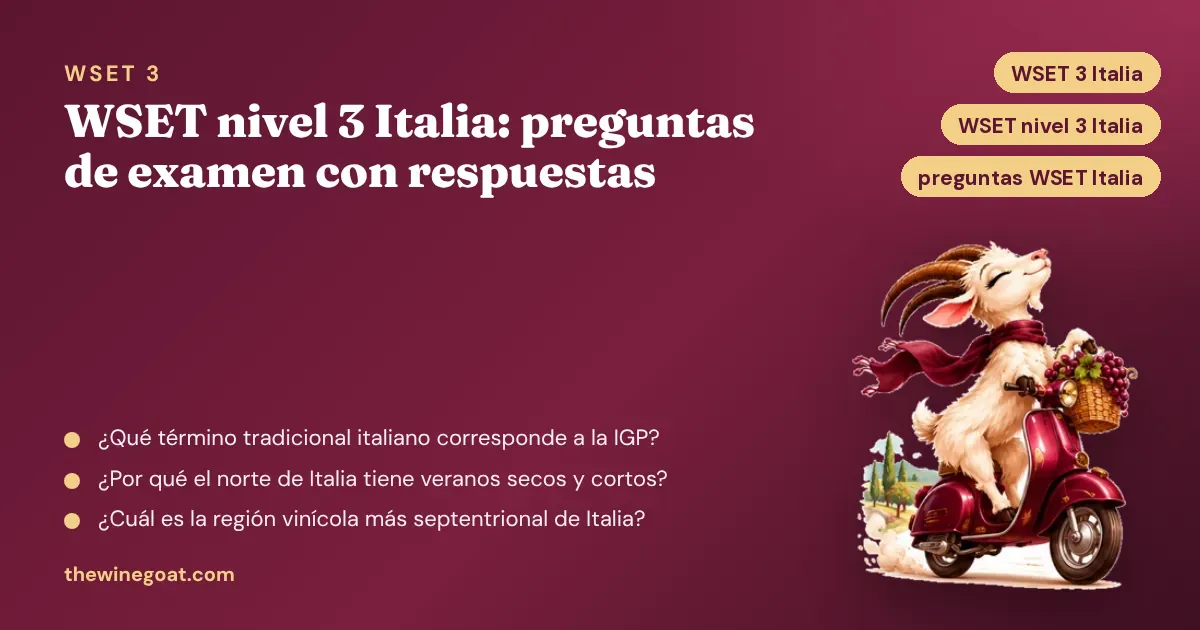 WSET 3
WSET nivel 3 Italia: preguntas
de examen con respuestas
WSET 3 Italia
WSET nivel 3 Italia
preguntas WSET Italia
¿Qué término tradicional italiano corresponde a la IGP?
¿Por qué el norte de Italia tiene veranos secos y cortos?
¿Cuál es la región vinícola más septentrional de Italia?
thewinegoat.com